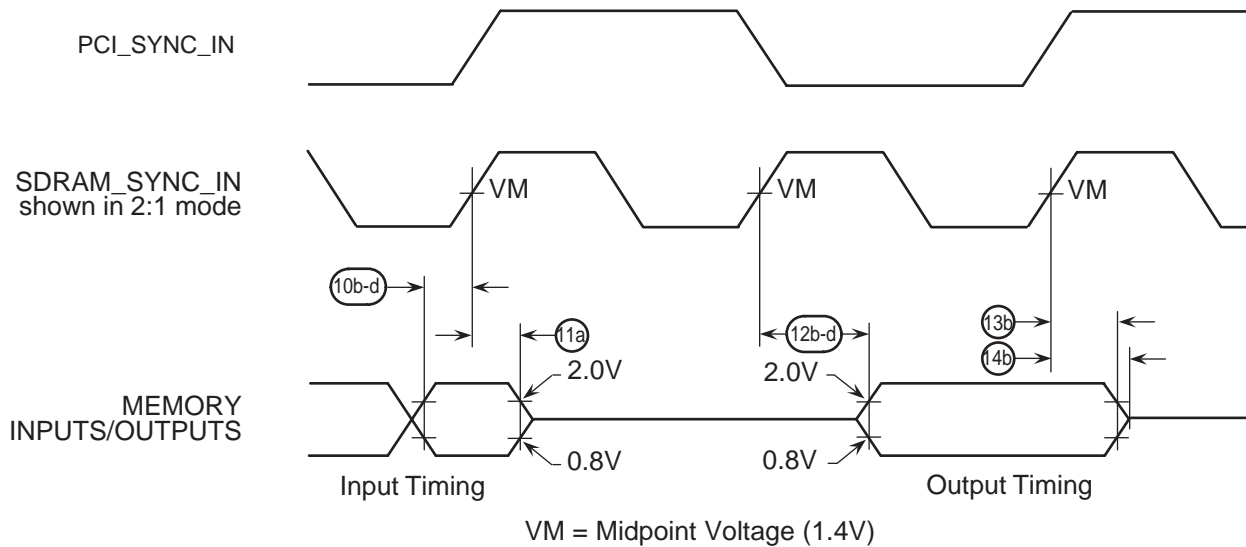 PCI_SYNC_IN
SDRAM_SYNC_IN
shown in 2:1 mode
VM
VM
VM
10b-d
11a
12b-d
13b
14b
2.0V
2.0V
MEMORY
INPUTS/OUTPUTS
0.8V
0.8V
Input Timing
Output Timing
VM = Midpoint Voltage (1.4V)